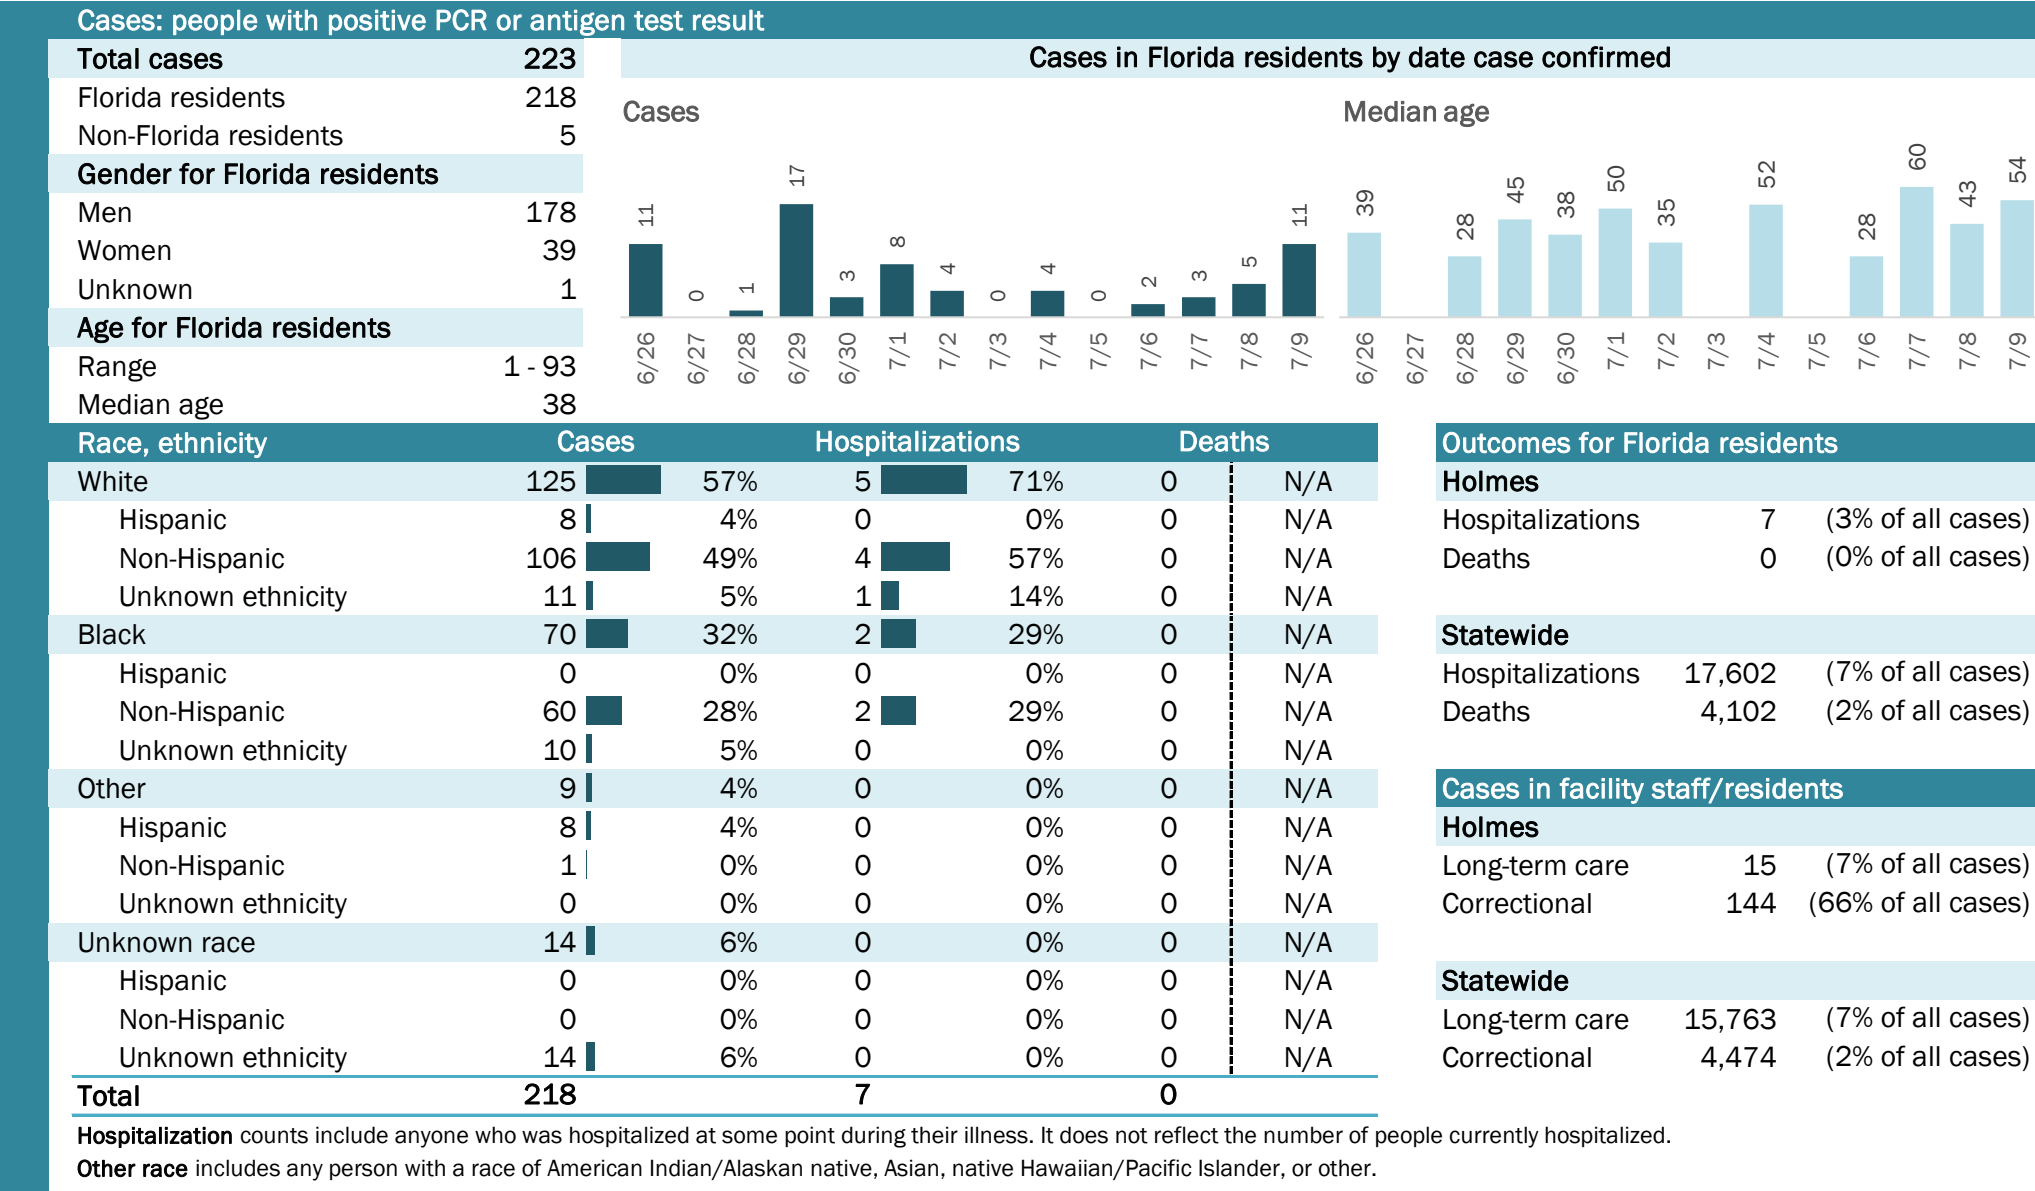 Cases: people with positive PCR or antigen test result
Total cases 223
Florida residents 218
Non-Florida residents 5
Gender for Florida residents
Men 178
Women 39
Unknown 1
Age for Florida residents
Range 1 - 93
Median age 38
Cases in Florida residents by date case confirmed
Cases
11 0 1 17 3 8 4 0 4 0 2 3 5 11
6/26 6/27 6/28 6/29 6/30 7/1 7/2 7/3 7/4 7/5 7/6 7/7 7/8 7/9
Median age
39 28 45 38 50 35 52 28 60 43 54
6/26 6/27 6/28 6/29 6/30 7/1 7/2 7/3 7/4 7/5 7/6 7/7 7/8 7/9
Race, ethnicity Cases Hospitalizations Deaths
White 125 57% 5 71% 0 N/A
Hispanic 8 4% 0 0% 0 N/A
Non-Hispanic 106 49% 4 57% 0 N/A
Unknown ethnicity 11 5% 1 14% 0 N/A
Black 70 32% 2 29% 0 N/A
Hispanic 0 0% 0 0% 0 N/A
Non-Hispanic 60 28% 2 29% 0 N/A
Unknown ethnicity 10 5% 0 0% 0 N/A
Other 9 4% 0 0% 0 N/A
Hispanic 8 4% 0 0% 0 N/A
Non-Hispanic 1 0% 0 0% 0 N/A
Unknown ethnicity 0 0% 0 0% 0 N/A
Unknown race 14 6% 0 0% 0 N/A
Hispanic 0 0% 0 0% 0 N/A
Non-Hispanic 0 0% 0 0% 0 N/A
Unknown ethnicity 14 6% 0 0% 0 N/A
Total 218 7 0
Outcomes for Florida residents
Holmes
Hospitalizations 7 (3% of all cases)
Deaths 0 (0% of all cases)
Statewide
Hospitalizations 17,602 (7% of all cases)
Deaths 4,102 (2% of all cases)
Cases in facility staff/residents
Holmes
Long-term care 15 (7% of all cases)
Correctional 144 (66% of all cases)
Statewide
Long-term care 15,763 (7% of all cases)
Correctional 4,474 (2% of all cases)
Hospitalization counts include anyone who was hospitalized at some point during their illness. It does not reflect the number of people currently hospitalized.
Other race includes any person with a race of American Indian/Alaskan native, Asian, native Hawaiian/Pacific Islander, or other.